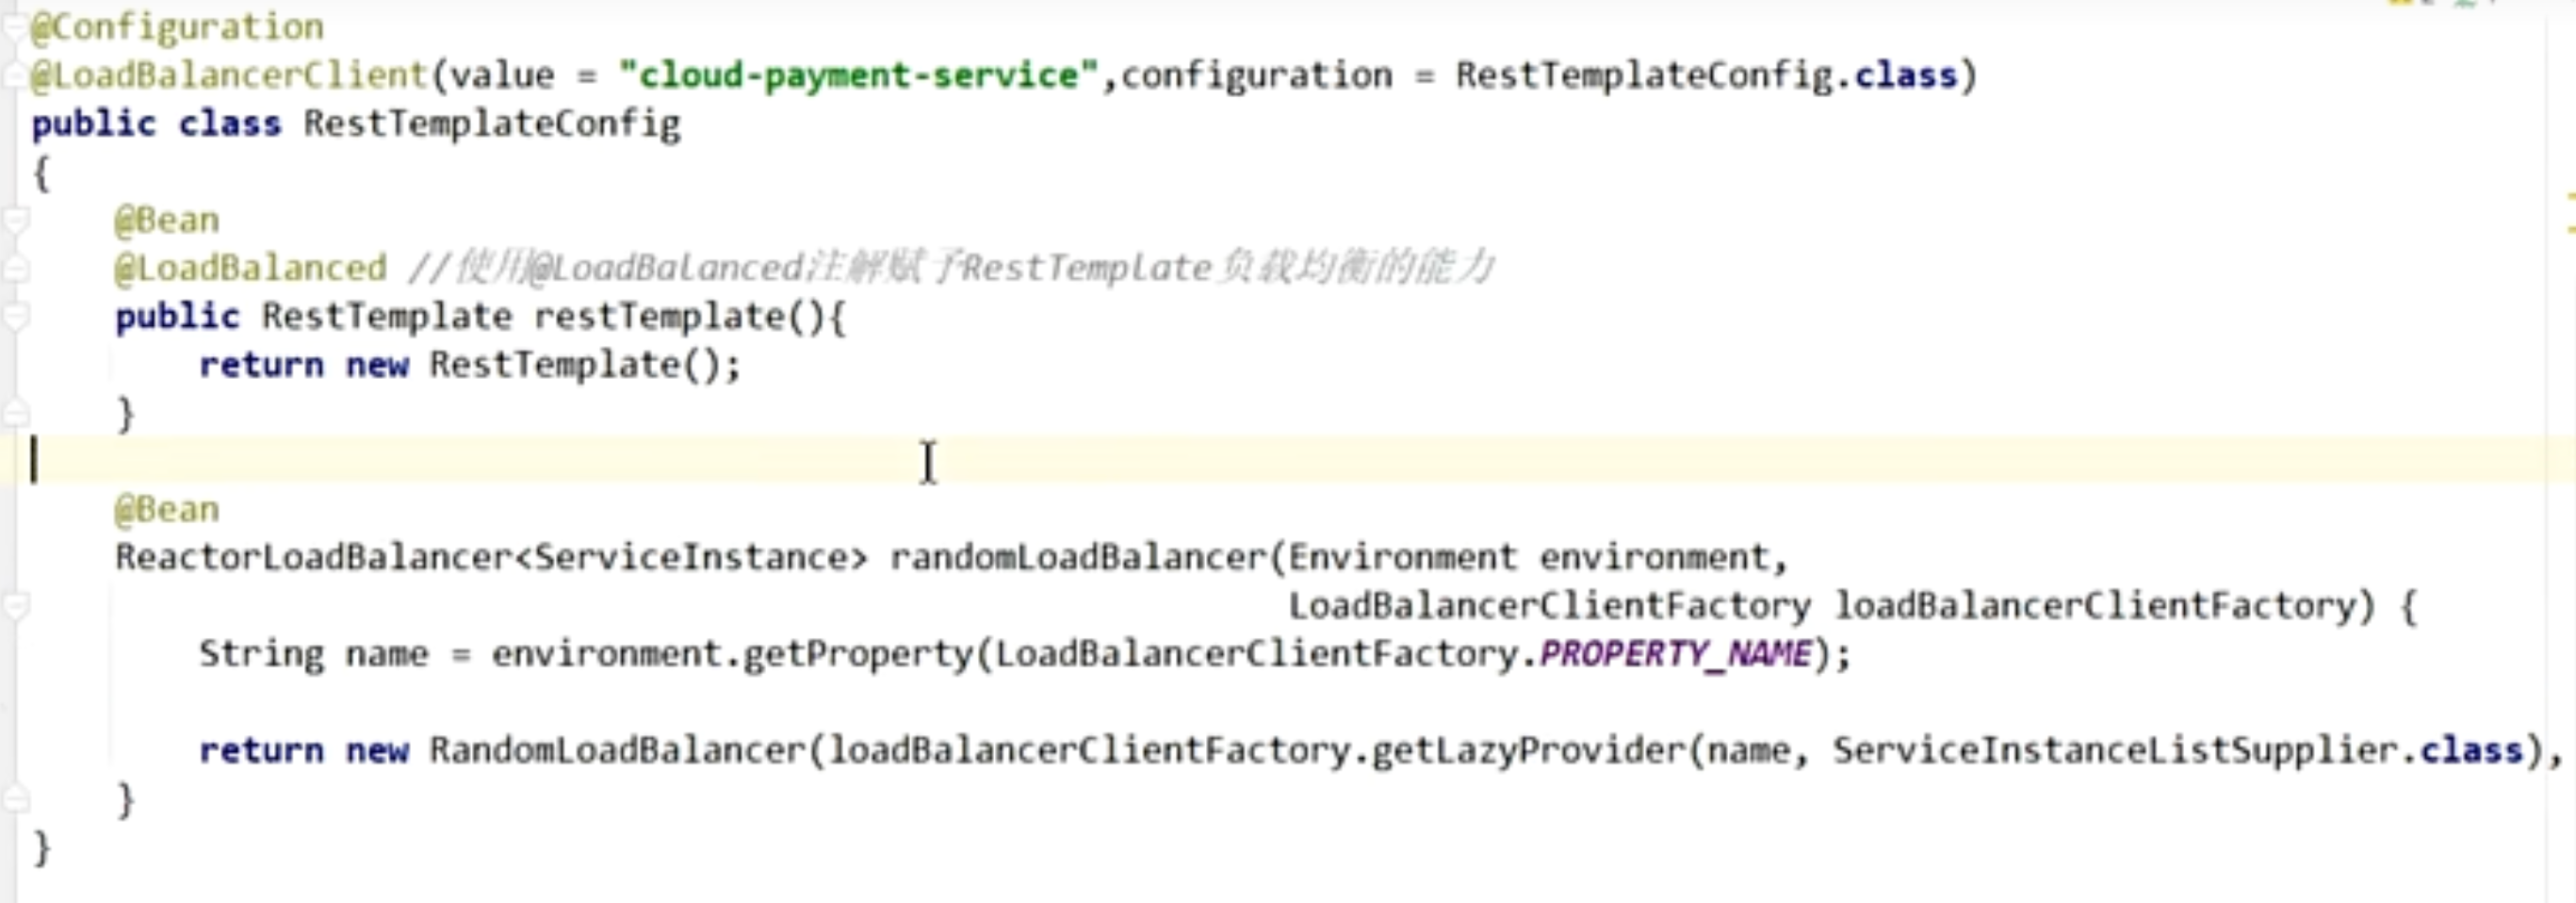 @Configuration
@LoadBalancerClient(value = "cloud-payment-service",configuration = RestTemplateConfig.class)
public class RestTemplateConfig
{
@Bean
@LoadBalanced //使用@LoadBalanced注解赋予RestTemplate负载均衡的能力
public RestTemplate restTemplate(){
return new RestTemplate();
}
@Bean
ReactorLoadBalancer<ServiceInstance> randomLoadBalancer(Environment environment,
LoadBalancerClientFactory loadBalancerClientFactory) {
String name = environment.getProperty(LoadBalancerClientFactory.PROPERTY_NAME);
return new RandomLoadBalancer(loadBalancerClientFactory.getLazyProvider(name, ServiceInstanceListSupplier.class),
}
}